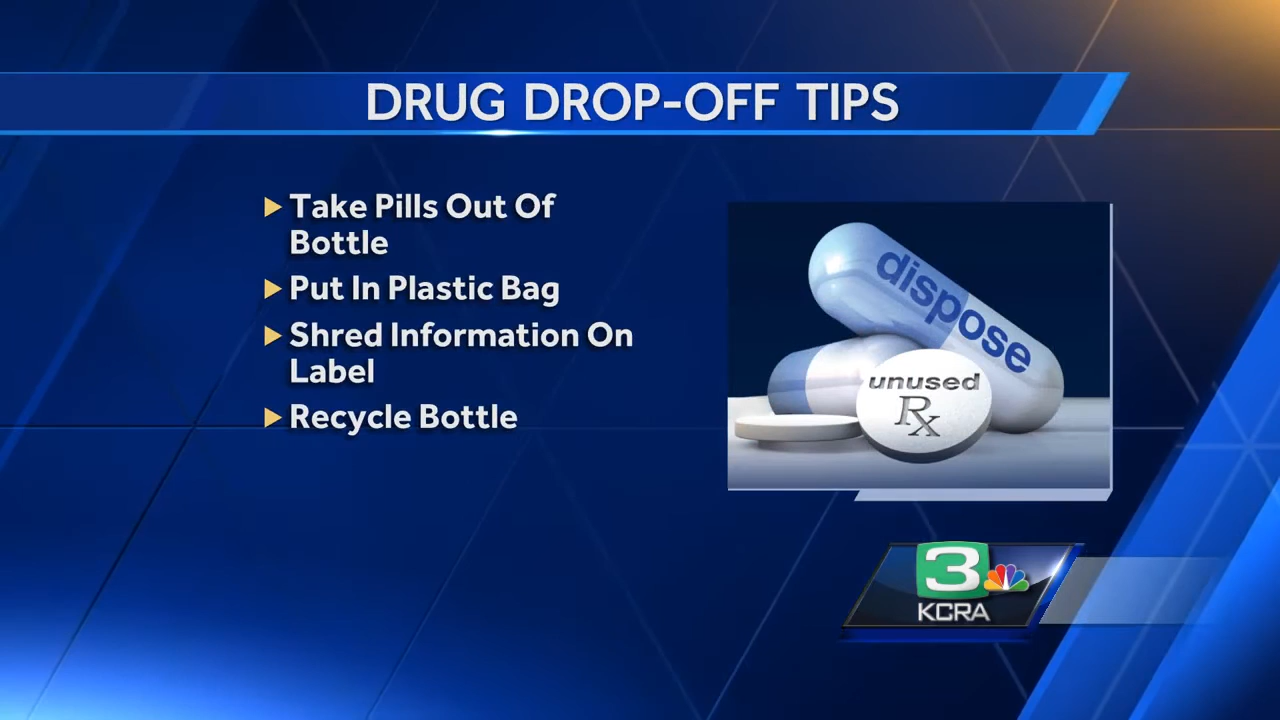 DRUG DROP-OFF TIPS
Take Pills Out Of
Bottle
Put In Plastic Bag
Shred Information On
Label
Recycle Bottle
dispose
unused
Rx
3
KCRA